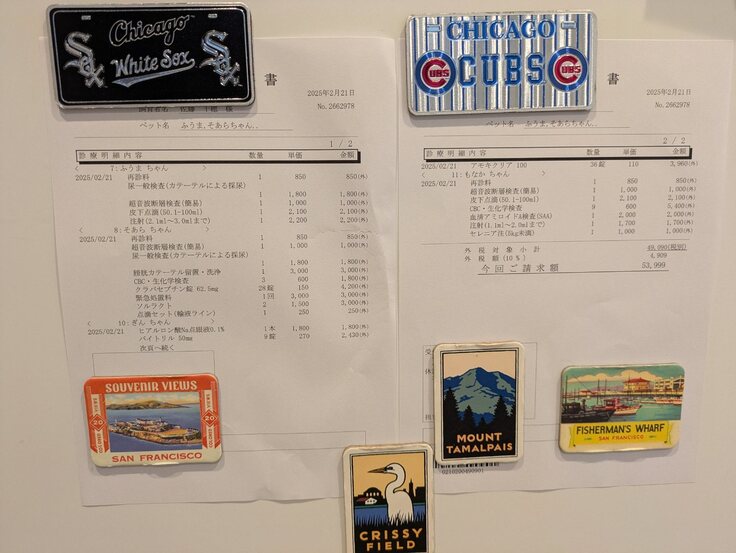 Chicago
White Sox
Sox
Sox
書
2025年2月21日
No.2662978
ペット名 ふうま,そあらちゃん..
1 / 2
診療明細内容 数量 単価 金額
< 7:ふうま ちゃん >
2025/02/21 再診料 1 850 850(外)
尿一般検査(カテーテルによる採尿)
1 1,800 1,800(外)
超音波断層検査(簡易) 1 1,000 1,000(外)
皮下点滴(50.1-100ml) 1 2,100 2,100(外)
注射(2.1ml~3.0mlまで) 1 2,200 2,200(外)
< 8:そあら ちゃん >
2025/02/21 再診料 1 850 850(外)
超音波断層検査(簡易) 1 1,000 1,000(外)
尿一般検査(カテーテルによる採尿)
1 1,800 1,800(外)
膀胱カテーテル留置・洗浄 1 3,000 3,000(外)
CBC・生化学検査 3 600 1,800(外)
クラバセプチン錠 62.5mg 28錠 150 4,200(外)
緊急処置料 1回 3,000 3,000(外)
ソルラクト 2 1,500 3,000(外)
点滴セット(輸液ライン) 1 250 250(外)
< 10:ぎん ちゃん >
2025/02/21 ヒアルロン酸Na点眼液0.1% 1本 1,800 1,800(外)
バイトリル 50mg 9錠 270 2,430(外)
次頁へ続く
CHICAGO
CUBS
CUBS
CUBS
書
2025年2月21日
No.2662978
ペット名 ふうま,そあらちゃん..
2 / 2
診療明細内容 数量 単価 金額
2025/02/21 アモキクリア 100 36錠 110 3,960(外)
< 11:もなか ちゃん >
2025/02/21 再診料 1 850 850(外)
超音波断層検査(簡易) 1 1,000 1,000(外)
皮下点滴(50.1-100ml) 1 2,100 2,100(外)
CBC・生化学検査 9 600 5,400(外)
血清アミロイドA検査(SAA) 1 2,000 2,000(外)
注射(1.1ml~2.0mlまで) 1 1,700 1,700(外)
セレニア注(5kg未満) 1 1,000 1,000(外)
外税対象小計 49,090(税別)
外税額(10%) 4,909
今回ご請求額 53,999
SOUVENIR VIEWS
20
20
SAN FRANCISCO
MOUNT
TAMALPAIS
FISHERMAN'S WHARF
SAN FRANCISCO
0210200490901
CRISSY
FIELD